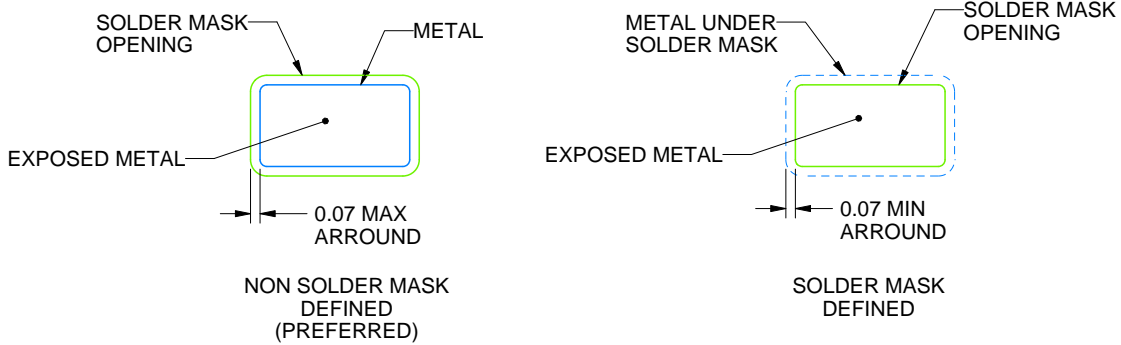 SOLDER MASK
OPENING
METAL
EXPOSED METAL
0.07 MAX
ARROUND
NON SOLDER MASK
DEFINED
(PREFERRED)
METAL UNDER
SOLDER MASK
SOLDER MASK
OPENING
EXPOSED METAL
0.07 MIN
ARROUND
SOLDER MASK
DEFINED